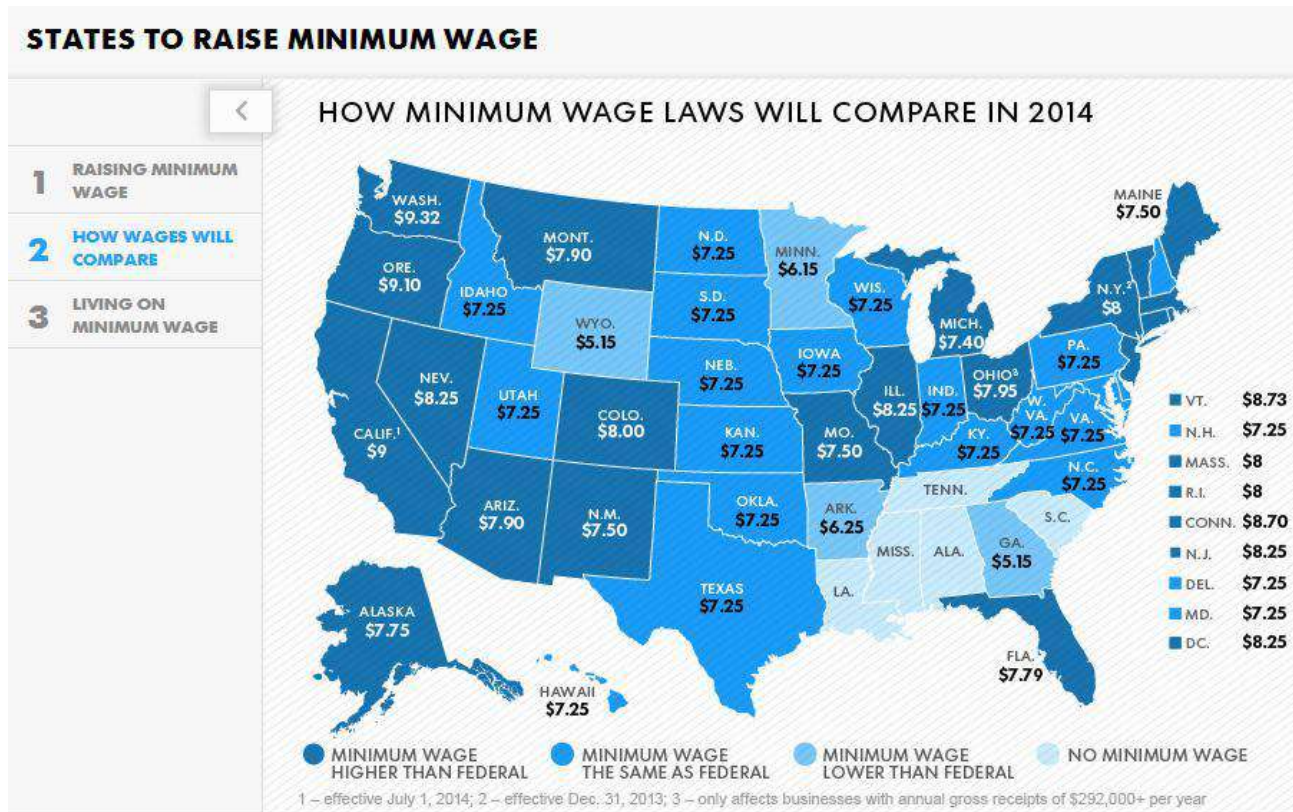 STATES TO RAISE MINIMUM WAGE
HOW MINIMUM WAGE LAWS WILL COMPARE IN 2014
1 RAISING MINIMUM
WAGE
2 HOW WAGES WILL
COMPARE
3 LIVING ON
MINIMUM WAGE
WASH.
$9.32
ORE.
$9.10
CALIF.¹
$9
NEV.
$8.25
IDAHO
$7.25
MONT.
$7.90
WYO.
$5.15
UTAH
$7.25
COLO.
$8.00
ARIZ.
$7.90
N.M.
$7.50
N.D.
$7.25
S.D.
$7.25
NEB.
$7.25
KAN.
$7.25
OKLA.
$7.25
TEXAS
$7.25
MINN.
$6.15
IOWA
$7.25
MO.
$7.50
ARK.
$6.25
LA.
WIS.
$7.25
ILL.
$8.25
MICH.
$7.40
IND.
$7.25
OHIO³
$7.95
KY.
$7.25
TENN.
MISS.
ALA.
GA.
$5.15
S.C.
N.C.
$7.25
W.
VA.
$7.25
VA.
$7.25
PA.
$7.25
N.Y.²
$8
MAINE
$7.50
FLA.
$7.79
ALASKA
$7.75
HAWAII
$7.25
VT. $8.73
N.H. $7.25
MASS. $8
R.I. $8
CONN. $8.70
N.J. $8.25
DEL. $7.25
MD. $7.25
DC. $8.25
MINIMUM WAGE
HIGHER THAN FEDERAL
MINIMUM WAGE
THE SAME AS FEDERAL
MINIMUM WAGE
LOWER THAN FEDERAL
NO MINIMUM WAGE
1 – effective July 1, 2014; 2 – effective Dec. 31, 2013; 3 – only affects businesses with annual gross receipts of $292,000+ per year